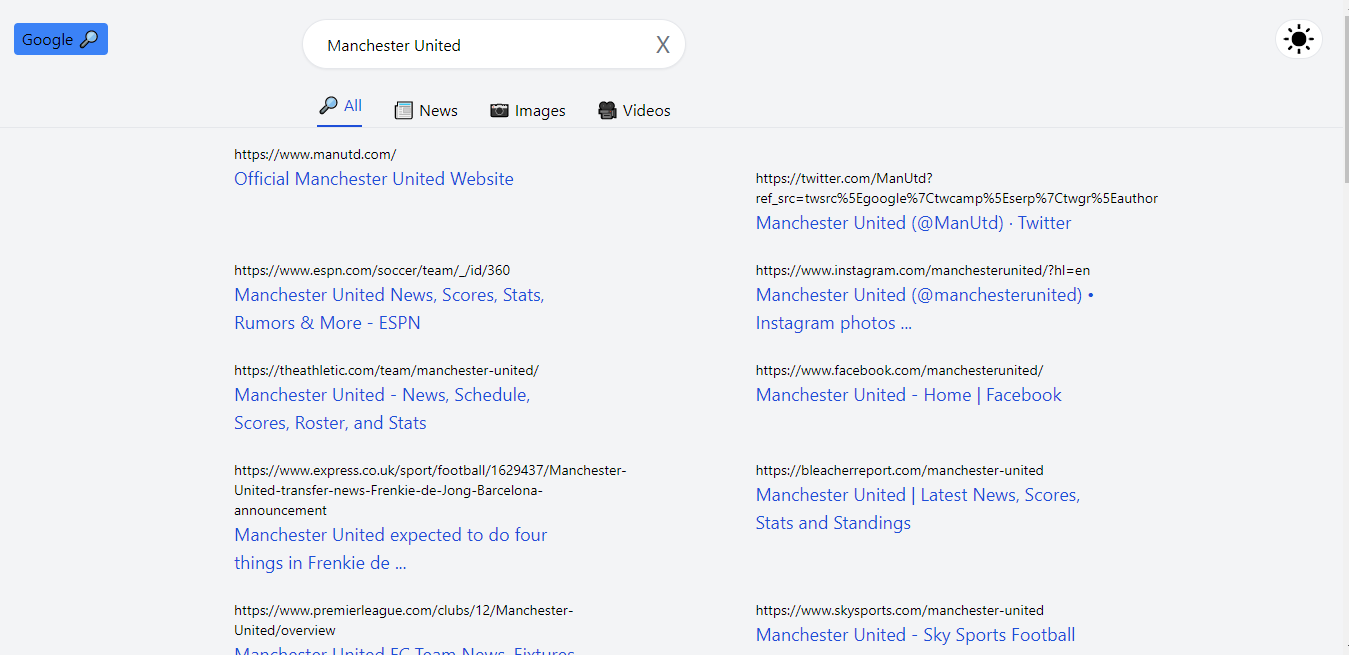 Google
Manchester United
X
All
News
Images
Videos
https://www.manutd.com/
Official Manchester United Website
https://twitter.com/ManUtd?
ref_src=twsrc%5Egoogle%7Ctwcamp%5Eserp%7Ctwgr%5Eauthor
Manchester United (@ManUtd) · Twitter
https://www.espn.com/soccer/team/_/id/360
Manchester United News, Scores, Stats,
Rumors & More - ESPN
https://www.instagram.com/manchesterunited/?hl=en
Manchester United (@manchesterunited) •
Instagram photos ...
https://theathletic.com/team/manchester-united/
Manchester United - News, Schedule,
Scores, Roster, and Stats
https://www.facebook.com/manchesterunited/
Manchester United - Home | Facebook
https://www.express.co.uk/sport/football/1629437/Manchester-
United-transfer-news-Frenkie-de-Jong-Barcelona-
announcement
Manchester United expected to do four
things in Frenkie de ...
https://bleacherreport.com/manchester-united
Manchester United | Latest News, Scores,
Stats and Standings
https://www.premierleague.com/clubs/12/Manchester-
United/overview
Manchester United FC Team News, Fixtures
https://www.skysports.com/manchester-united
Manchester United - Sky Sports Football